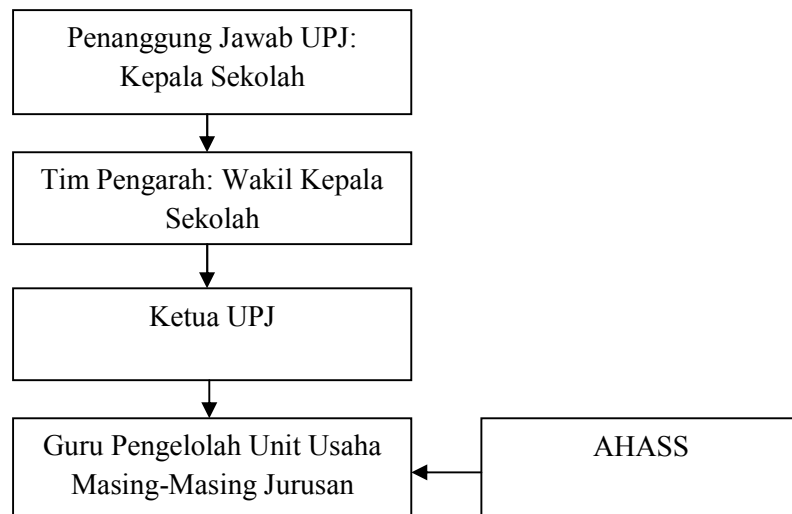 Penanggung Jawab UPJ:
Kepala Sekolah
Tim Pengarah: Wakil Kepala
Sekolah
Ketua UPJ
Guru Pengelolah Unit Usaha
Masing-Masing Jurusan
AHASS